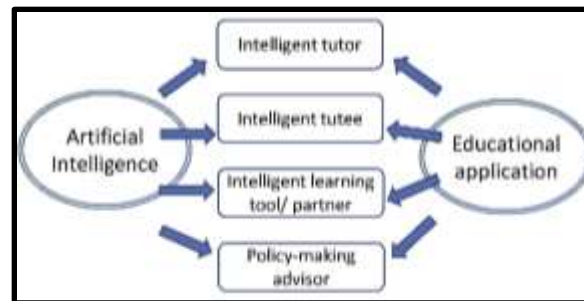 Intelligent tutor
Artificial
Intelligence
Intelligent tutee
Educational
application
Intelligent learning
tool/ partner
Policy-making
advisor